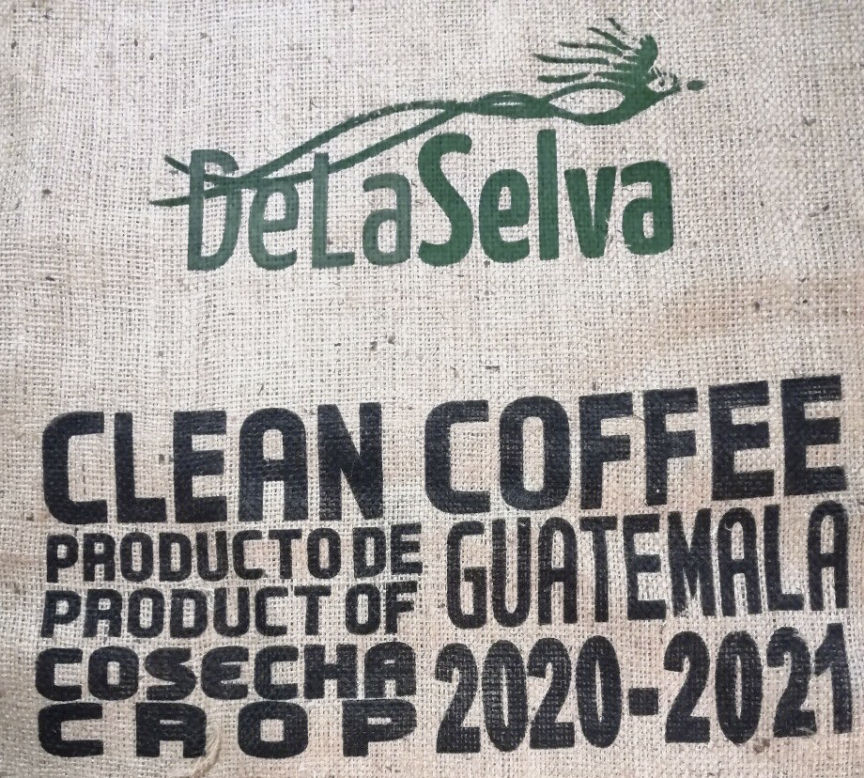 DeLaSelva
CLEAN COFFEE
PRODUCTO DE
PRODUCT OF
GUATEMALA
COSECHA
CROP
2020-2021